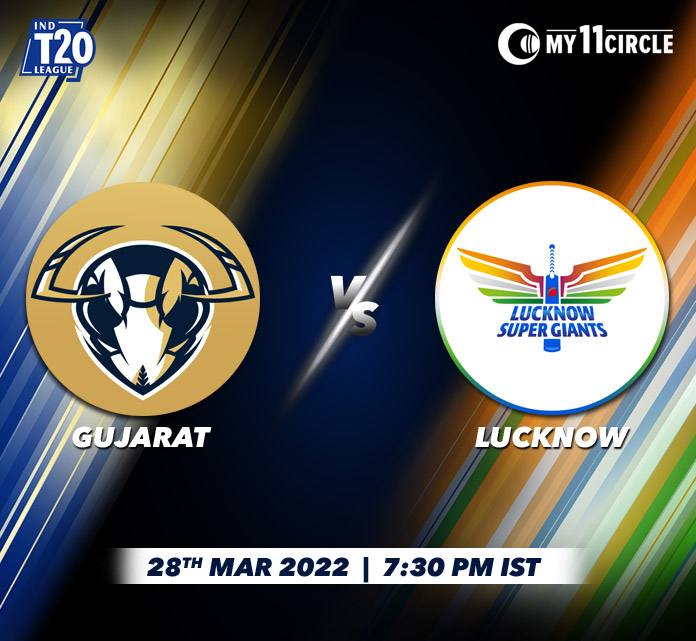 IND
T20
LEAGUE
MY11CIRCLE
VS
LUCKNOW
SUPER GIANTS
GUJARAT
LUCKNOW
28TH MAR 2022 | 7:30 PM IST